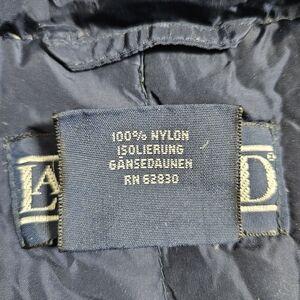 100% NYLON
ISOLIERUNG
GÄNSEDAUNEN
RN 62830